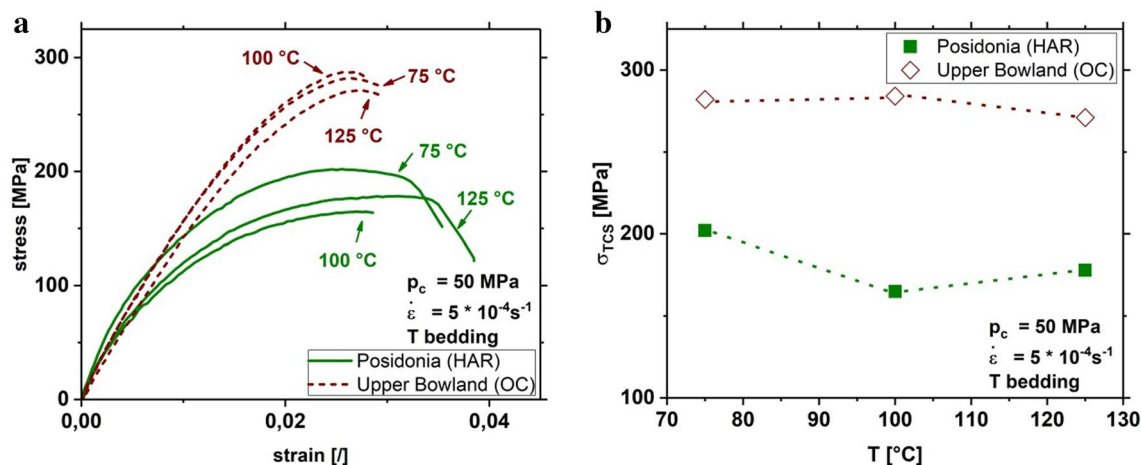 a
300
200
100
0
stress [MPa]
100 °C
75 °C
125 °C
75 °C
125 °C
100 °C
p_c = 50 MPa
ε̇ = 5 * 10⁻⁴s⁻¹
T bedding
Posidonia (HAR)
Upper Bowland (OC)
0,00
0,02
0,04
strain [/]
b
Posidonia (HAR)
Upper Bowland (OC)
300
200
100
σ_TCS [MPa]
p_c = 50 MPa
ε̇ = 5 * 10⁻⁴s⁻¹
T bedding
70 80 90 100 110 120 130
T [°C]